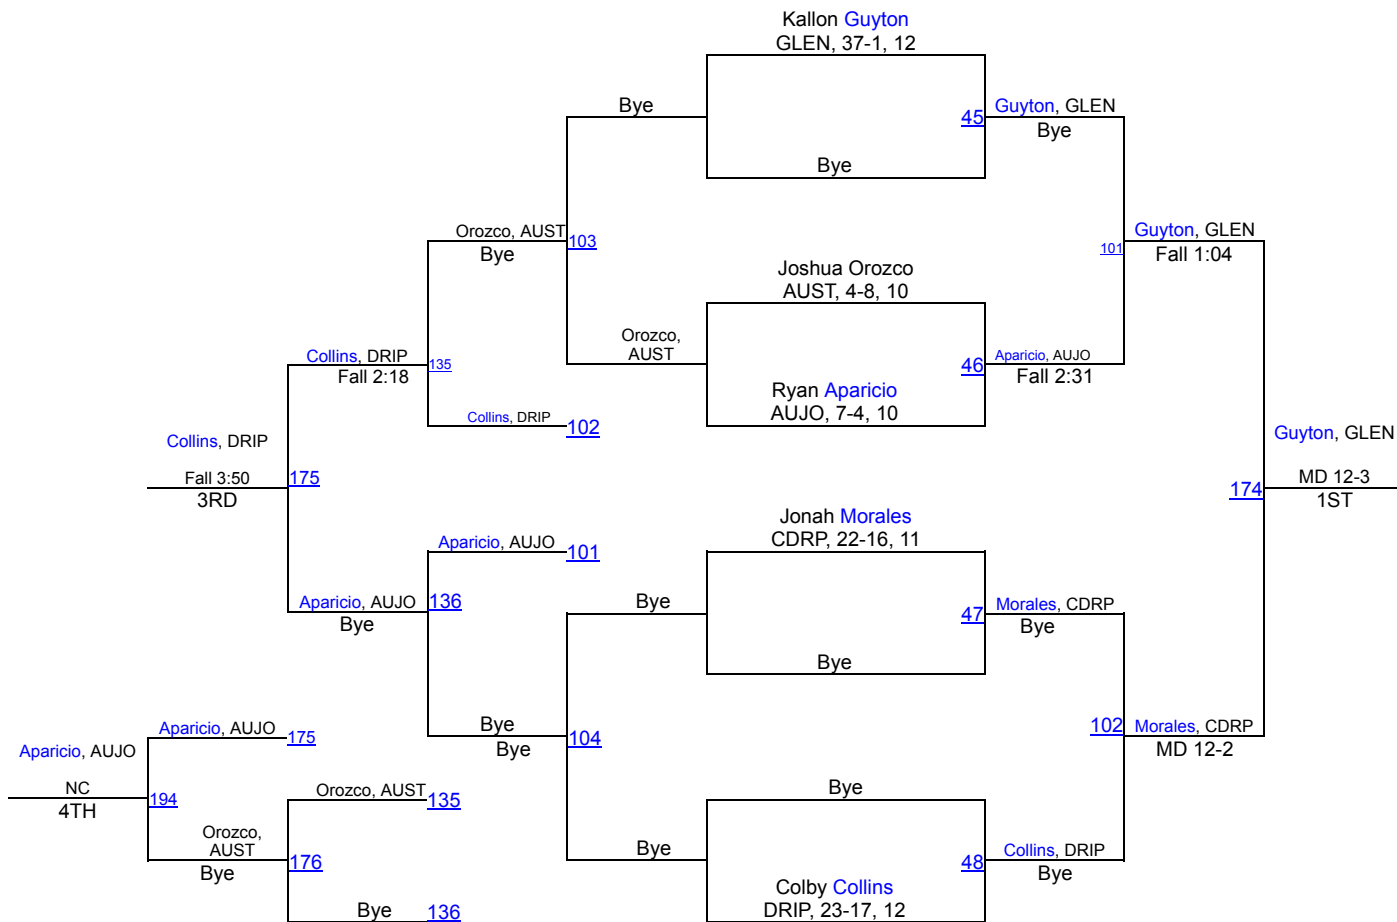 Kallon Guyton
GLEN, 37-1, 12
Bye
45
Guyton, GLEN
Bye
Bye
Orozco, AUST
Bye
103
101
Guyton, GLEN
Fall 1:04
Joshua Orozco
AUST, 4-8, 10
Orozco,
AUST
Collins, DRIP
Fall 2:18
135
46
Aparicio, AUJO
Fall 2:31
Ryan Aparicio
AUJO, 7-4, 10
Collins, DRIP
102
Collins, DRIP
Fall 3:50
3RD
175
Guyton, GLEN
MD 12-3
1ST
174
Jonah Morales
CDRP, 22-16, 11
Aparicio, AUJO
101
Aparicio, AUJO
Bye
136
Bye
47
Morales, CDRP
Bye
Bye
Bye
Bye
104
102
Morales, CDRP
MD 12-2
Aparicio, AUJO
175
Aparicio, AUJO
NC
4TH
194
Orozco, AUST
135
Bye
Orozco,
AUST
Bye
176
Bye
48
Collins, DRIP
Bye
Colby Collins
DRIP, 23-17, 12
Bye
136